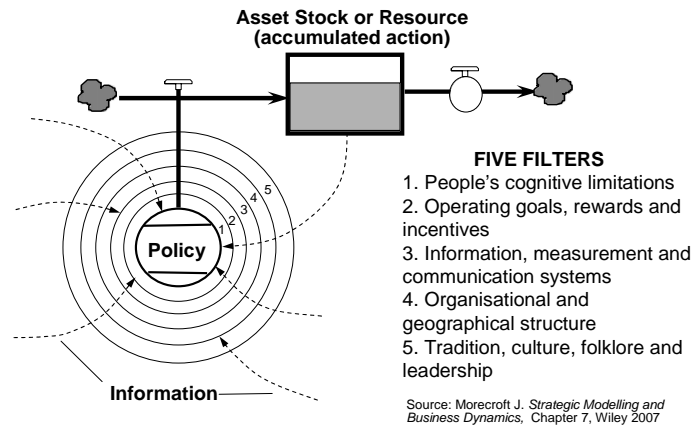 Asset Stock or Resource
(accumulated action)
5
4
3
2
1
Policy
Information
FIVE FILTERS
1. People's cognitive limitations
2. Operating goals, rewards and
incentives
3. Information, measurement and
communication systems
4. Organisational and
geographical structure
5. Tradition, culture, folklore and
leadership
Source: Morecroft J. Strategic Modelling and
Business Dynamics, Chapter 7, Wiley 2007